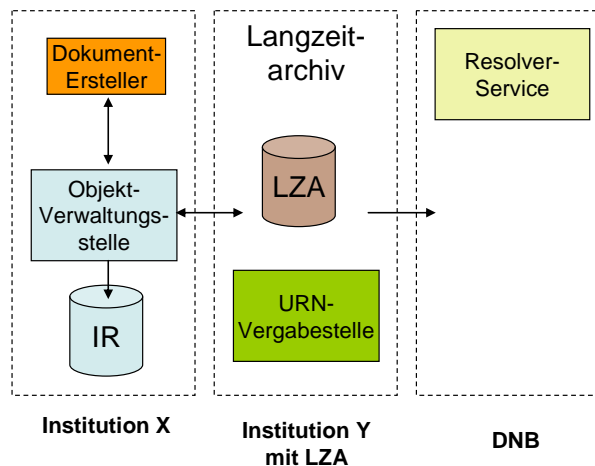 Dokument-
Ersteller
Objekt-
Verwaltungs-
stelle
IR
Institution X
Langzeit-
archiv
LZA
URN-
Vergabestelle
Institution Y
mit LZA
Resolver-
Service
DNB